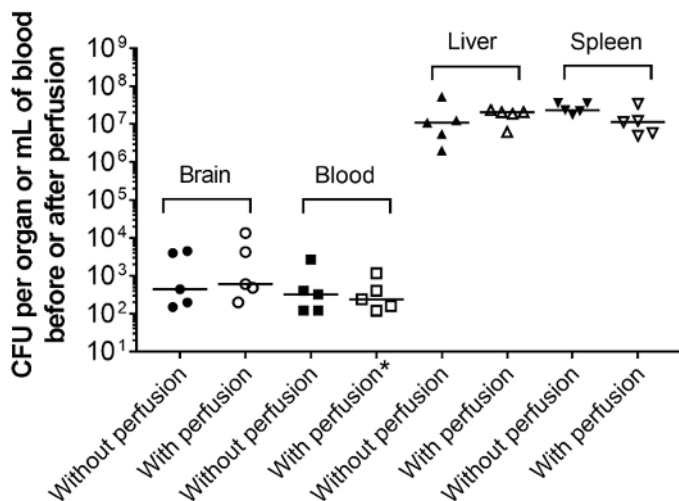 CFU per organ or mL of blood
before or after perfusion
10⁹
10⁸
10⁷
10⁶
10⁵
10⁴
10³
10²
10¹
Brain
Blood
Liver
Spleen
Without perfusion
With perfusion
Without perfusion
With perfusion*
Without perfusion
With perfusion
Without perfusion
With perfusion